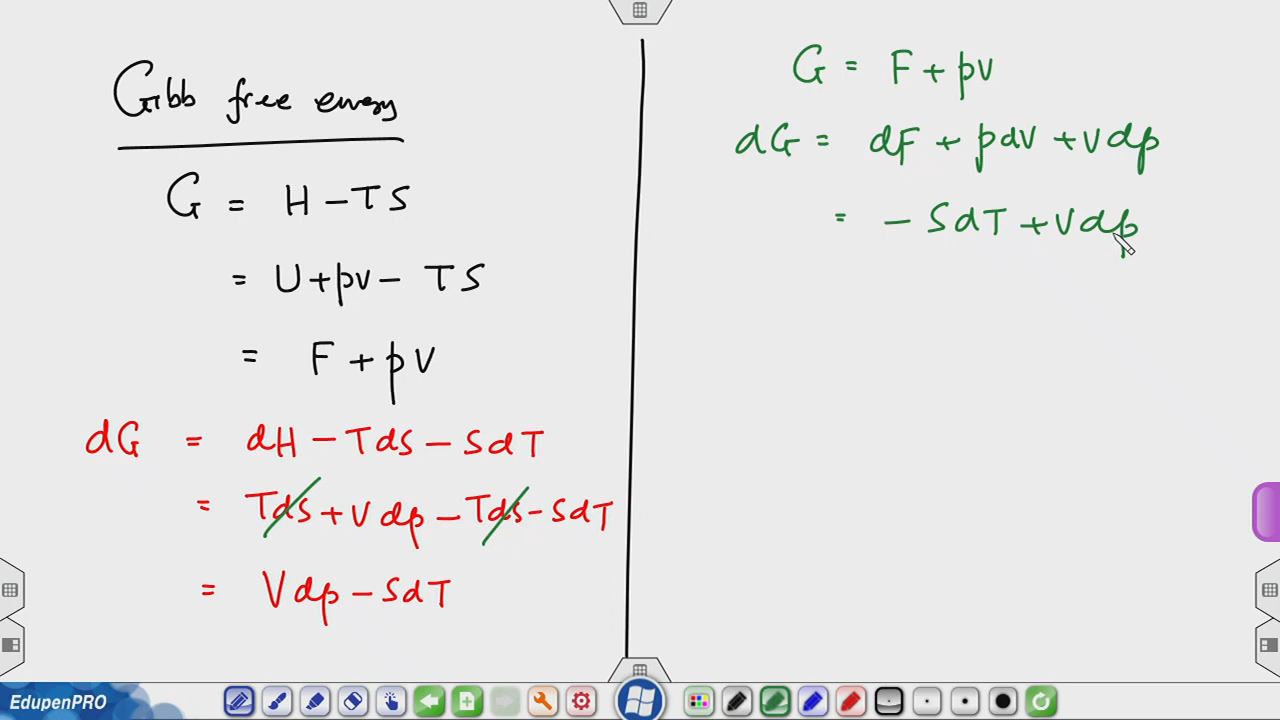 Gibb free energy
G = H - TS
= U + pv - TS
= F + pV
dG = dH - TdS - SdT
= Tds + Vdp - Tds - SdT
= Vdp - SdT
G = F + pv
dG = dF + pdV + Vdp
= - SdT + Vdp
EdupenPRO